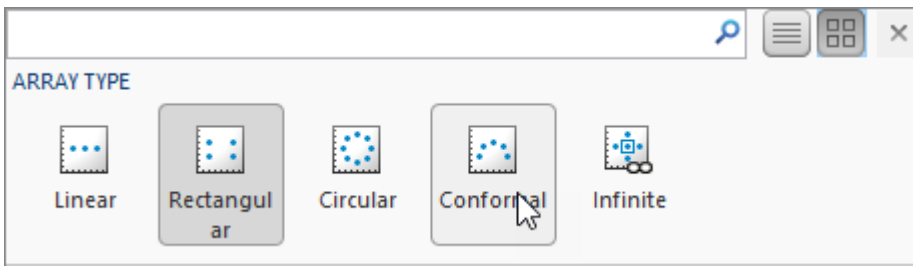 ARRAY TYPE
Linear
Rectangul
ar
Circular
Conformal
Infinite